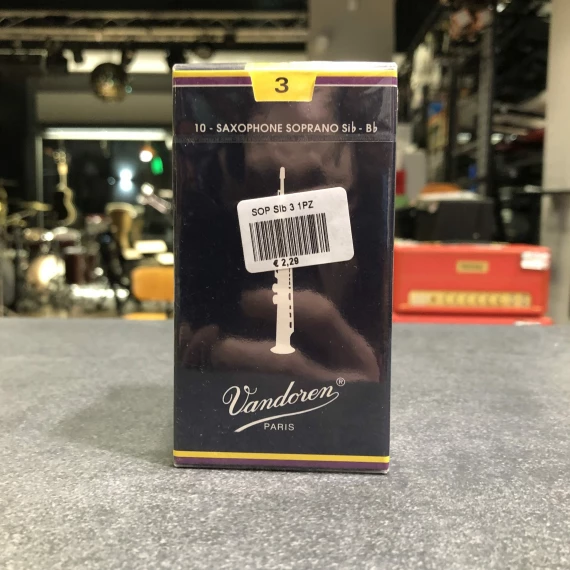 3
10 - SAXOPHONE SOPRANO Sib - Bb
SOP Sib 3 1PZ
€ 2,29
Vandoren®
PARIS